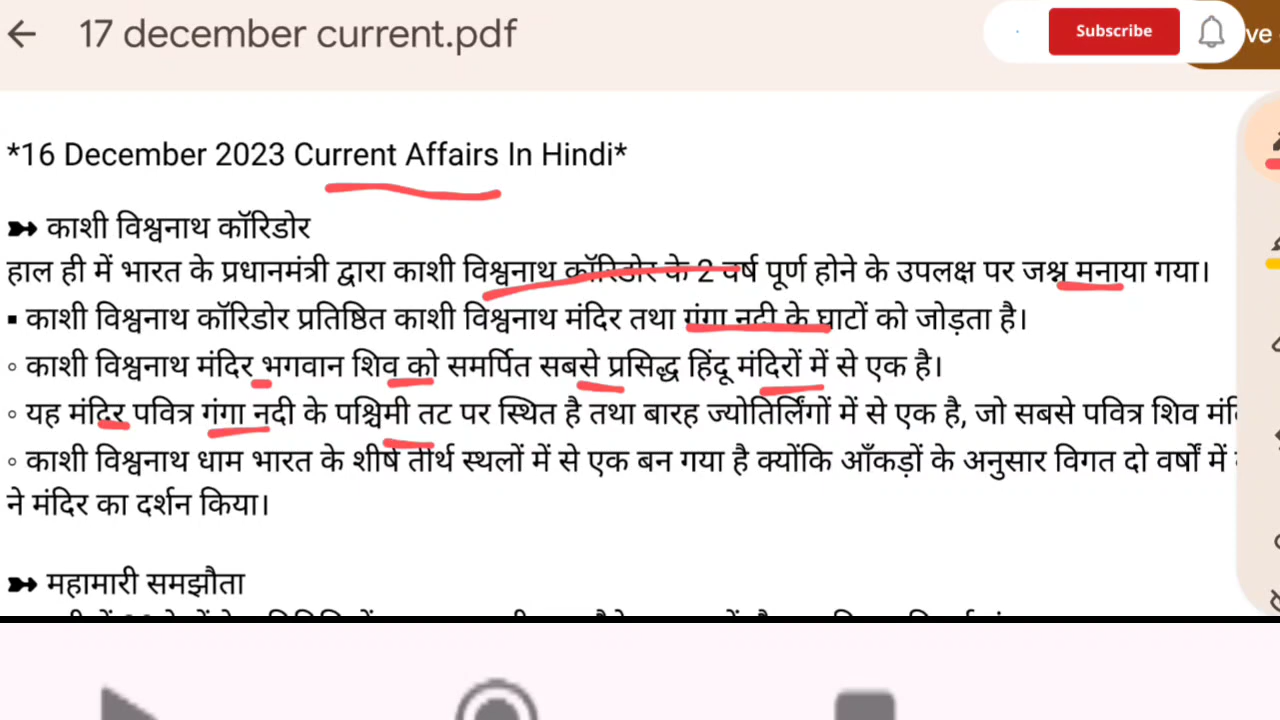 17 december current.pdf
Subscribe
ve
*16 December 2023 Current Affairs In Hindi*
➽ काशी विश्वनाथ कॉरिडोर
हाल ही में भारत के प्रधानमंत्री द्वारा काशी विश्वनाथ कॉरिडोर के 2 वर्ष पूर्ण होने के उपलक्ष पर जश्न मनाया गया।
▪ काशी विश्वनाथ कॉरिडोर प्रतिष्ठित काशी विश्वनाथ मंदिर तथा गंगा नदी के घाटों को जोड़ता है।
◦ काशी विश्वनाथ मंदिर भगवान शिव को समर्पित सबसे प्रसिद्ध हिंदू मंदिरों में से एक है।
◦ यह मंदिर पवित्र गंगा नदी के पश्चिमी तट पर स्थित है तथा बारह ज्योतिर्लिंगों में से एक है, जो सबसे पवित्र शिव
◦ काशी विश्वनाथ धाम भारत के शीर्ष तीर्थ स्थलों में से एक बन गया है क्योंकि आँकड़ों के अनुसार विगत दो वर्षों में
ने मंदिर का दर्शन किया।
➽ महामारी समझौता